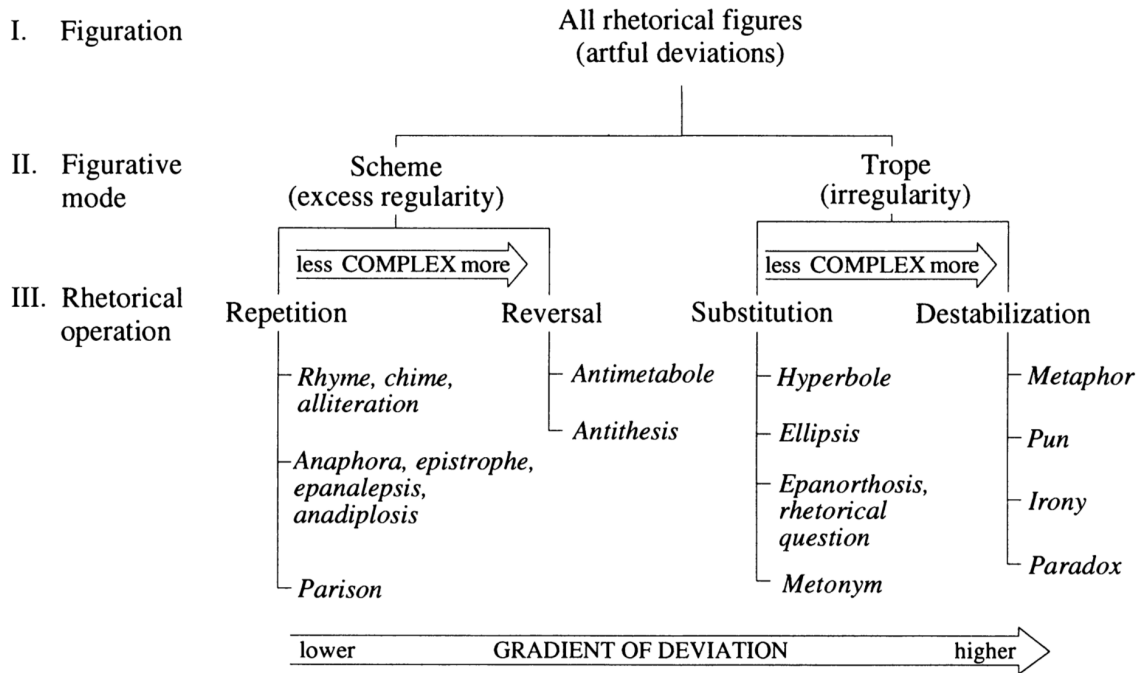 I. Figuration
All rhetorical figures
(artful deviations)
II. Figurative
mode
Scheme
(excess regularity)
Trope
(irregularity)
less COMPLEX more
less COMPLEX more
III. Rhetorical
operation
Repetition
Reversal
Substitution
Destabilization
Rhyme, chime,
alliteration
Anaphora, epistrophe,
epanalepsis,
anadiplosis
Parison
Antimetabole
Antithesis
Hyperbole
Ellipsis
Epanorthosis,
rhetorical
question
Metonym
Metaphor
Pun
Irony
Paradox
lower GRADIENT OF DEVIATION higher